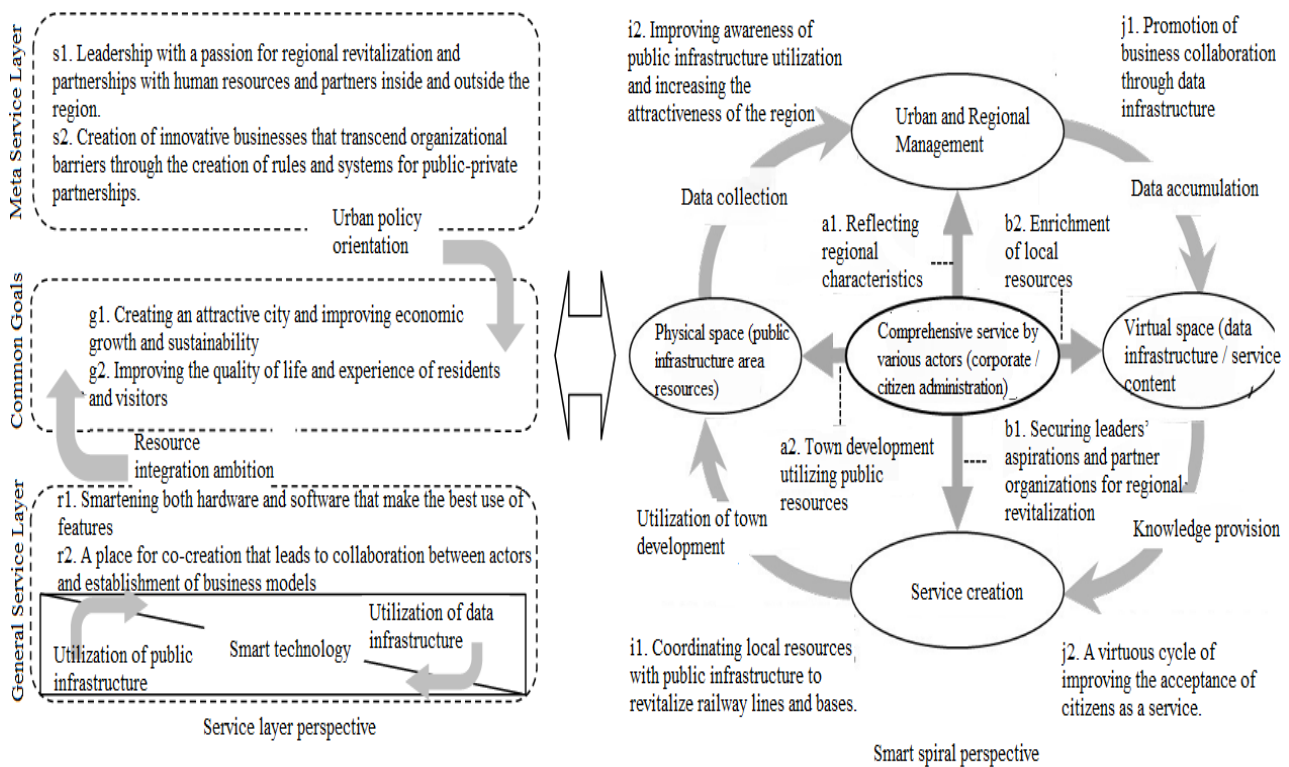 Meta Service Layer
s1. Leadership with a passion for regional revitalization and
partnerships with human resources and partners inside and outside the
region.
s2. Creation of innovative businesses that transcend organizational
barriers through the creation of rules and systems for public-private
partnerships.
Urban policy
orientation
Common Goals
g1. Creating an attractive city and improving economic
growth and sustainability
g2. Improving the quality of life and experience of residents
and visitors
Resource
integration ambition
General Service Layer
r1. Smartening both hardware and software that make the best use of
features
r2. A place for co-creation that leads to collaboration between actors
and establishment of business models
Utilization of public
infrastructure
Smart technology
Utilization of data
infrastructure
Service layer perspective
i2. Improving awareness of
public infrastructure utilization
and increasing the
attractiveness of the region
j1. Promotion of
business collaboration
through data
infrastructure
Urban and Regional
Management
Data collection
Data accumulation
a1. Reflecting
regional
characteristics
b2. Enrichment
of local
resources
Physical space (public
infrastructure area
resources)
Comprehensive service by
various actors (corporate /
citizen administration)
Virtual space (data
infrastructure / service
content
a2. Town development
utilizing public
resources
b1. Securing leaders’
aspirations and partner
organizations for regional
revitalization
Utilization of town
development
Knowledge provision
Service creation
i1. Coordinating local resources
with public infrastructure to
revitalize railway lines and bases.
j2. A virtuous cycle of
improving the acceptance of
citizens as a service.
Smart spiral perspective